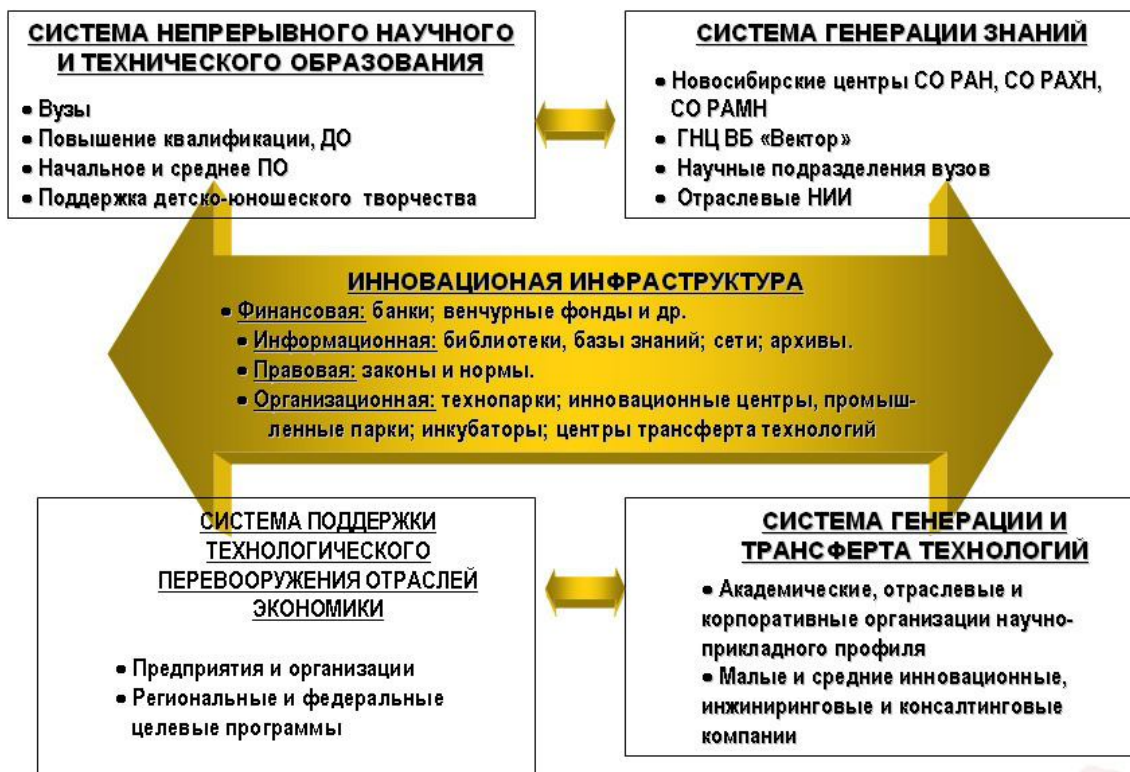 СИСТЕМА НЕПРЕРЫВНОГО НАУЧНОГО
И ТЕХНИЧЕСКОГО ОБРАЗОВАНИЯ
• Вузы
• Повышение квалификации, ДО
• Начальное и среднее ПО
• Поддержка детско-юношеского творчества
СИСТЕМА ГЕНЕРАЦИИ ЗНАНИЙ
• Новосибирские центры СО РАН, СО РАХН,
СО РАМН
• ГНЦ ВБ «Вектор»
• Научные подразделения вузов
• Отраслевые НИИ
ИННОВАЦИОНАЯ ИНФРАСТРУКТУРА
• Финансовая: банки; венчурные фонды и др.
• Информационная: библиотеки, базы знаний; сети; архивы.
• Правовая: законы и нормы.
• Организационная: технопарки; инновационные центры, промыш-
ленные парки; инкубаторы; центры трансферта технологий
СИСТЕМА ПОДДЕРЖКИ
ТЕХНОЛОГИЧЕСКОГО
ПЕРЕВООРУЖЕНИЯ ОТРАСЛЕЙ
ЭКОНОМИКИ
• Предприятия и организации
• Региональные и федеральные
целевые программы
СИСТЕМА ГЕНЕРАЦИИ И
ТРАНСФЕРТА ТЕХНОЛОГИЙ
• Академические, отраслевые и
корпоративные организации научно-
прикладного профиля
• Малые и средние инновационные,
инжиниринговые и консалтинговые
компании